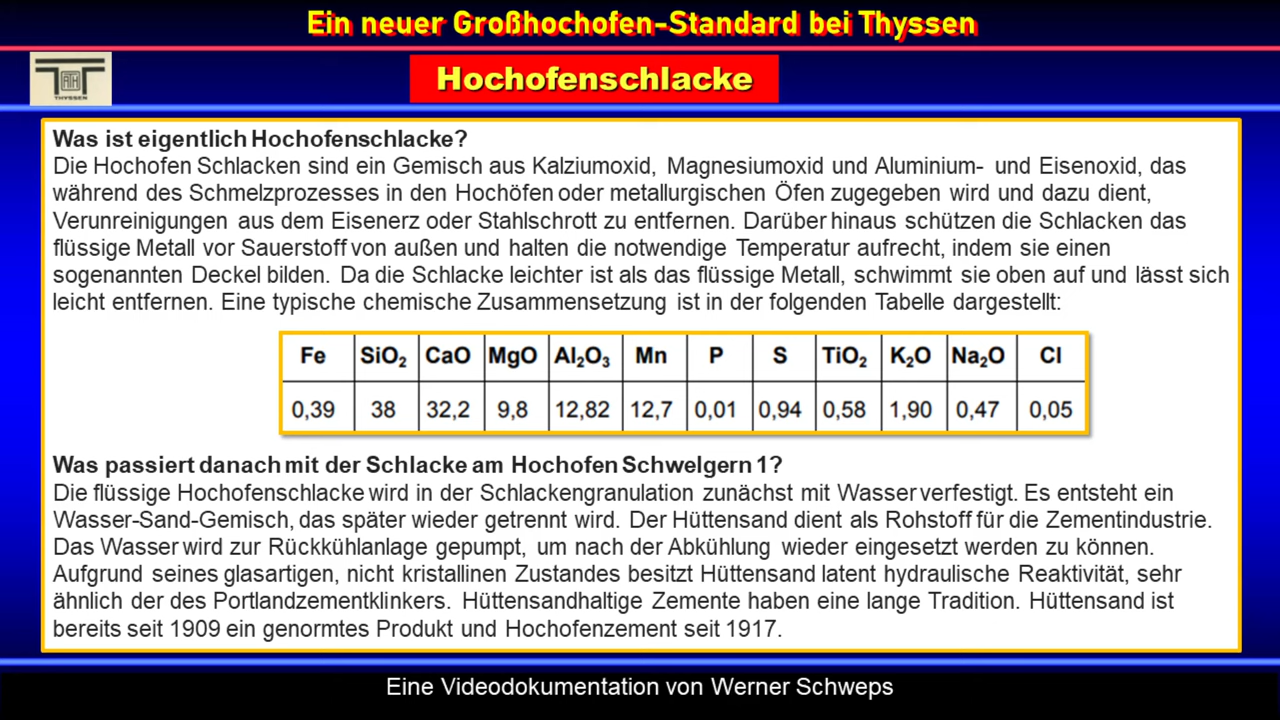 Ein neuer Großhochofen-Standard bei Thyssen
ATH
THYSSEN
Hochofenschlacke
Was ist eigentlich Hochofenschlacke?
Die Hochofen Schlacken sind ein Gemisch aus Kalziumoxid, Magnesiumoxid und Aluminium- und Eisenoxid, das
während des Schmelzprozesses in den Hochöfen oder metallurgischen Öfen zugegeben wird und dazu dient,
Verunreinigungen aus dem Eisenerz oder Stahlschrott zu entfernen. Darüber hinaus schützen die Schlacken das
flüssige Metall vor Sauerstoff von außen und halten die notwendige Temperatur aufrecht, indem sie einen
sogenannten Deckel bilden. Da die Schlacke leichter ist als das flüssige Metall, schwimmt sie oben auf und lässt sich
leicht entfernen. Eine typische chemische Zusammensetzung ist in der folgenden Tabelle dargestellt:
Fe SiO₂ CaO MgO Al₂O₃ Mn P S TiO₂ K₂O Na₂O Cl
0,39 38 32,2 9,8 12,82 12,7 0,01 0,94 0,58 1,90 0,47 0,05
Was passiert danach mit der Schlacke am Hochofen Schwelgern 1?
Die flüssige Hochofenschlacke wird in der Schlackengranulation zunächst mit Wasser verfestigt. Es entsteht ein
Wasser-Sand-Gemisch, das später wieder getrennt wird. Der Hüttensand dient als Rohstoff für die Zementindustrie.
Das Wasser wird zur Rückkühlanlage gepumpt, um nach der Abkühlung wieder eingesetzt werden zu können.
Aufgrund seines glasartigen, nicht kristallinen Zustandes besitzt Hüttensand latent hydraulische Reaktivität, sehr
ähnlich der des Portlandzementklinkers. Hüttensandhaltige Zemente haben eine lange Tradition. Hüttensand ist
bereits seit 1909 ein genormtes Produkt und Hochofenzement seit 1917.
Eine Videodokumentation von Werner Schweps